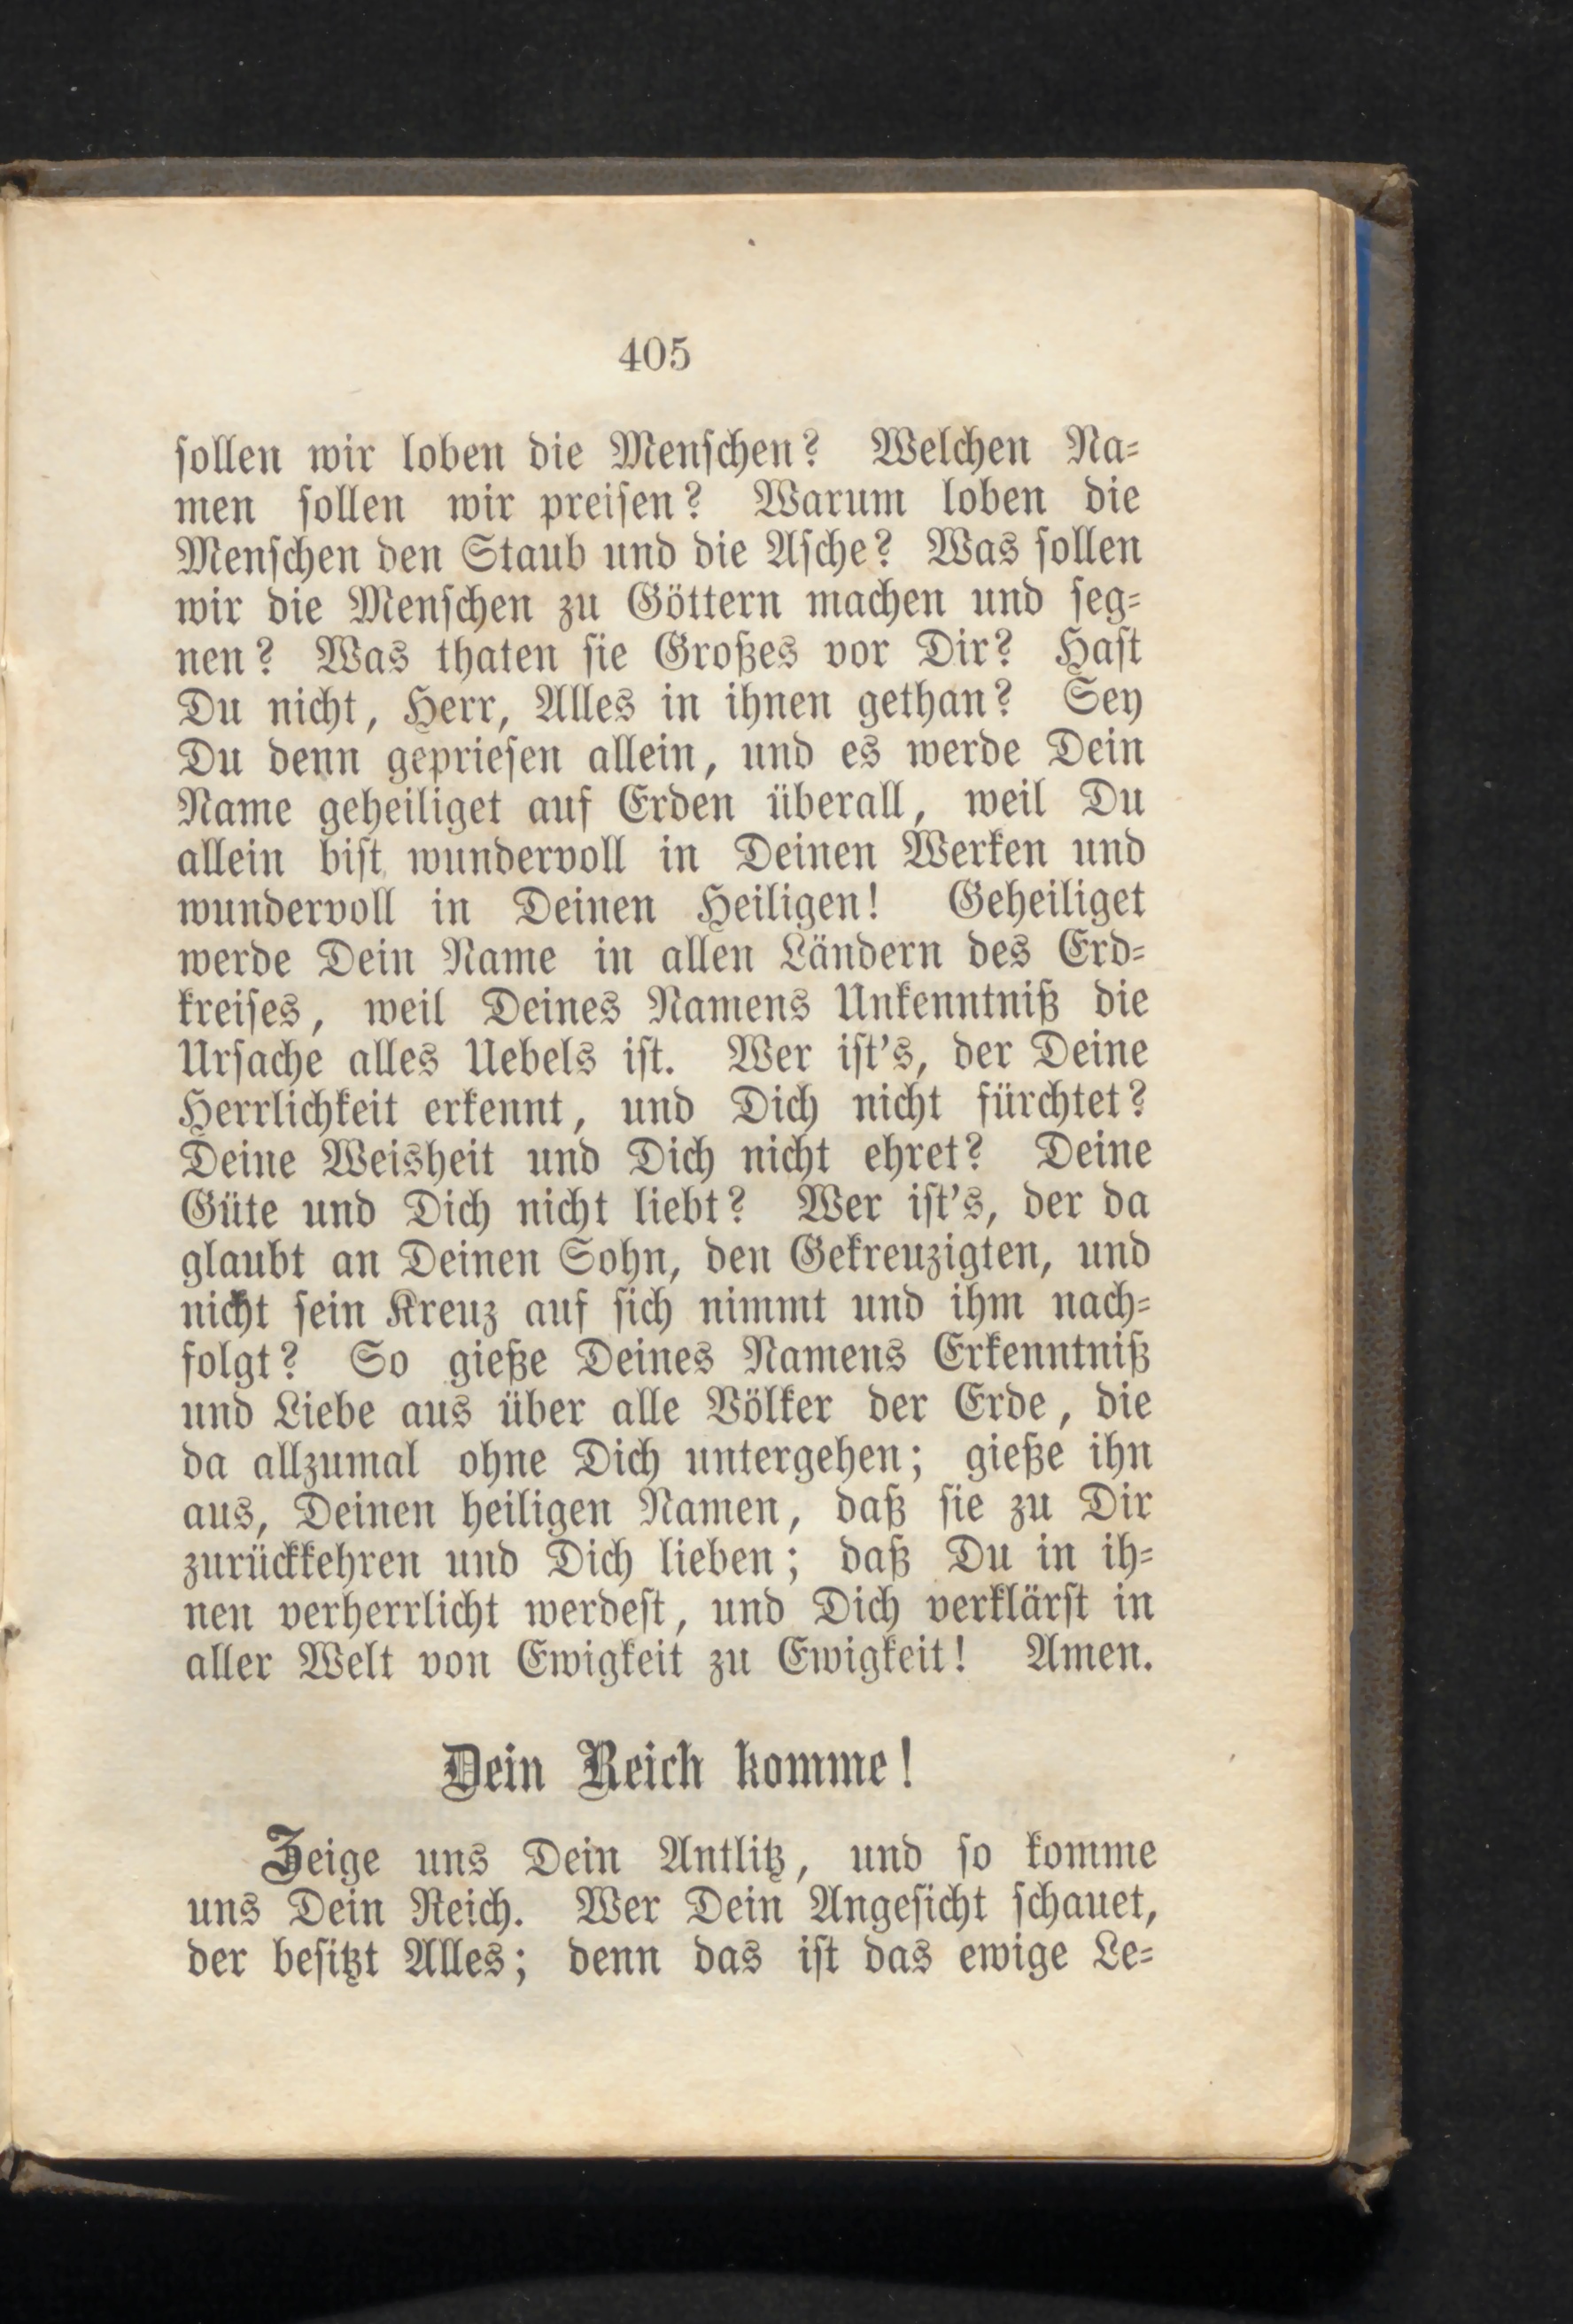 405
sollen wir loben die Menschen? Welchen Na-
men sollen wir preisen? Warum loben die
Menschen den Staub und die Asche? Was sollen
wir die Menschen zu Göttern machen und seg-
nen? Was thaten sie Großes vor Dir? Hast
Du nicht, Herr, Alles in ihnen gethan? Sey
Du denn gepriesen allein, und es werde Dein
Name geheiliget auf Erden überall, weil Du
allein bist wundervoll in Deinen Werken und
wundervoll in Deinen Heiligen! Geheiliget
werde Dein Name in allen Ländern des Erd-
kreises, weil Deines Namens Unkenntniß die
Ursache alles Uebels ist. Wer ist's, der Deine
Herrlichkeit erkennt, und Dich nicht fürchtet?
Deine Weisheit und Dich nicht ehret? Deine
Güte und Dich nicht liebt? Wer ist's, der da
glaubt an Deinen Sohn, den Gekreuzigten, und
nicht sein Kreuz auf sich nimmt und ihm nach-
folgt? So gieße Deines Namens Erkenntniß
und Liebe aus über alle Völker der Erde, die
da allzumal ohne Dich untergehen; gieße ihn
aus, Deinen heiligen Namen, daß sie zu Dir
zurückkehren und Dich lieben; daß Du in ih-
nen verherrlicht werdest, und Dich verklärst in
aller Welt von Ewigkeit zu Ewigkeit! Amen.
Dein Reich komme!
Zeige uns Dein Antlitz, und so komme
uns Dein Reich. Wer Dein Angesicht schauet,
der besitzt Alles; denn das ist das ewige Le-